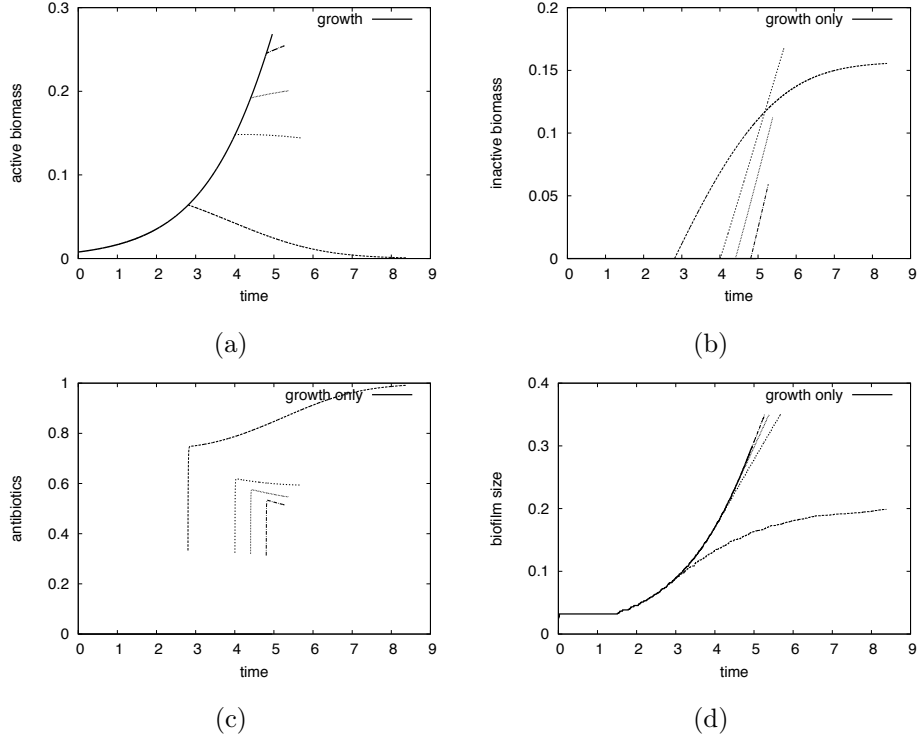 growth
0.3
0.2
0.1
0
active biomass
0 1 2 3 4 5 6 7 8 9
time
(a)
growth only
0.2
0.15
0.1
0.05
0
inactive biomass
0 1 2 3 4 5 6 7 8 9
time
(b)
growth only
1
0.8
0.6
0.4
0.2
0
antibiotics
0 1 2 3 4 5 6 7 8 9
time
(c)
growth only
0.4
0.3
0.2
0.1
0
biofilm size
0 1 2 3 4 5 6 7 8 9
time
(d)